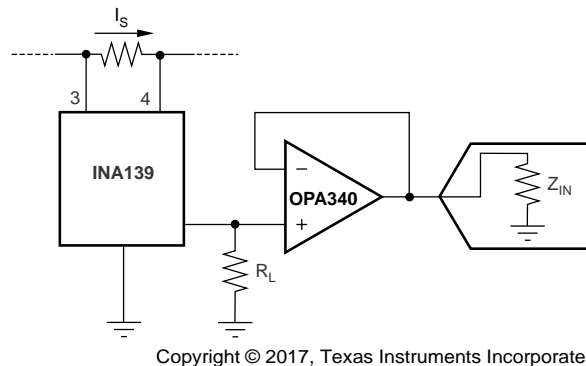 I_S
3
4
INA139
−
OPA340
+
Z_IN
R_L
Copyright © 2017, Texas Instruments Incorporate